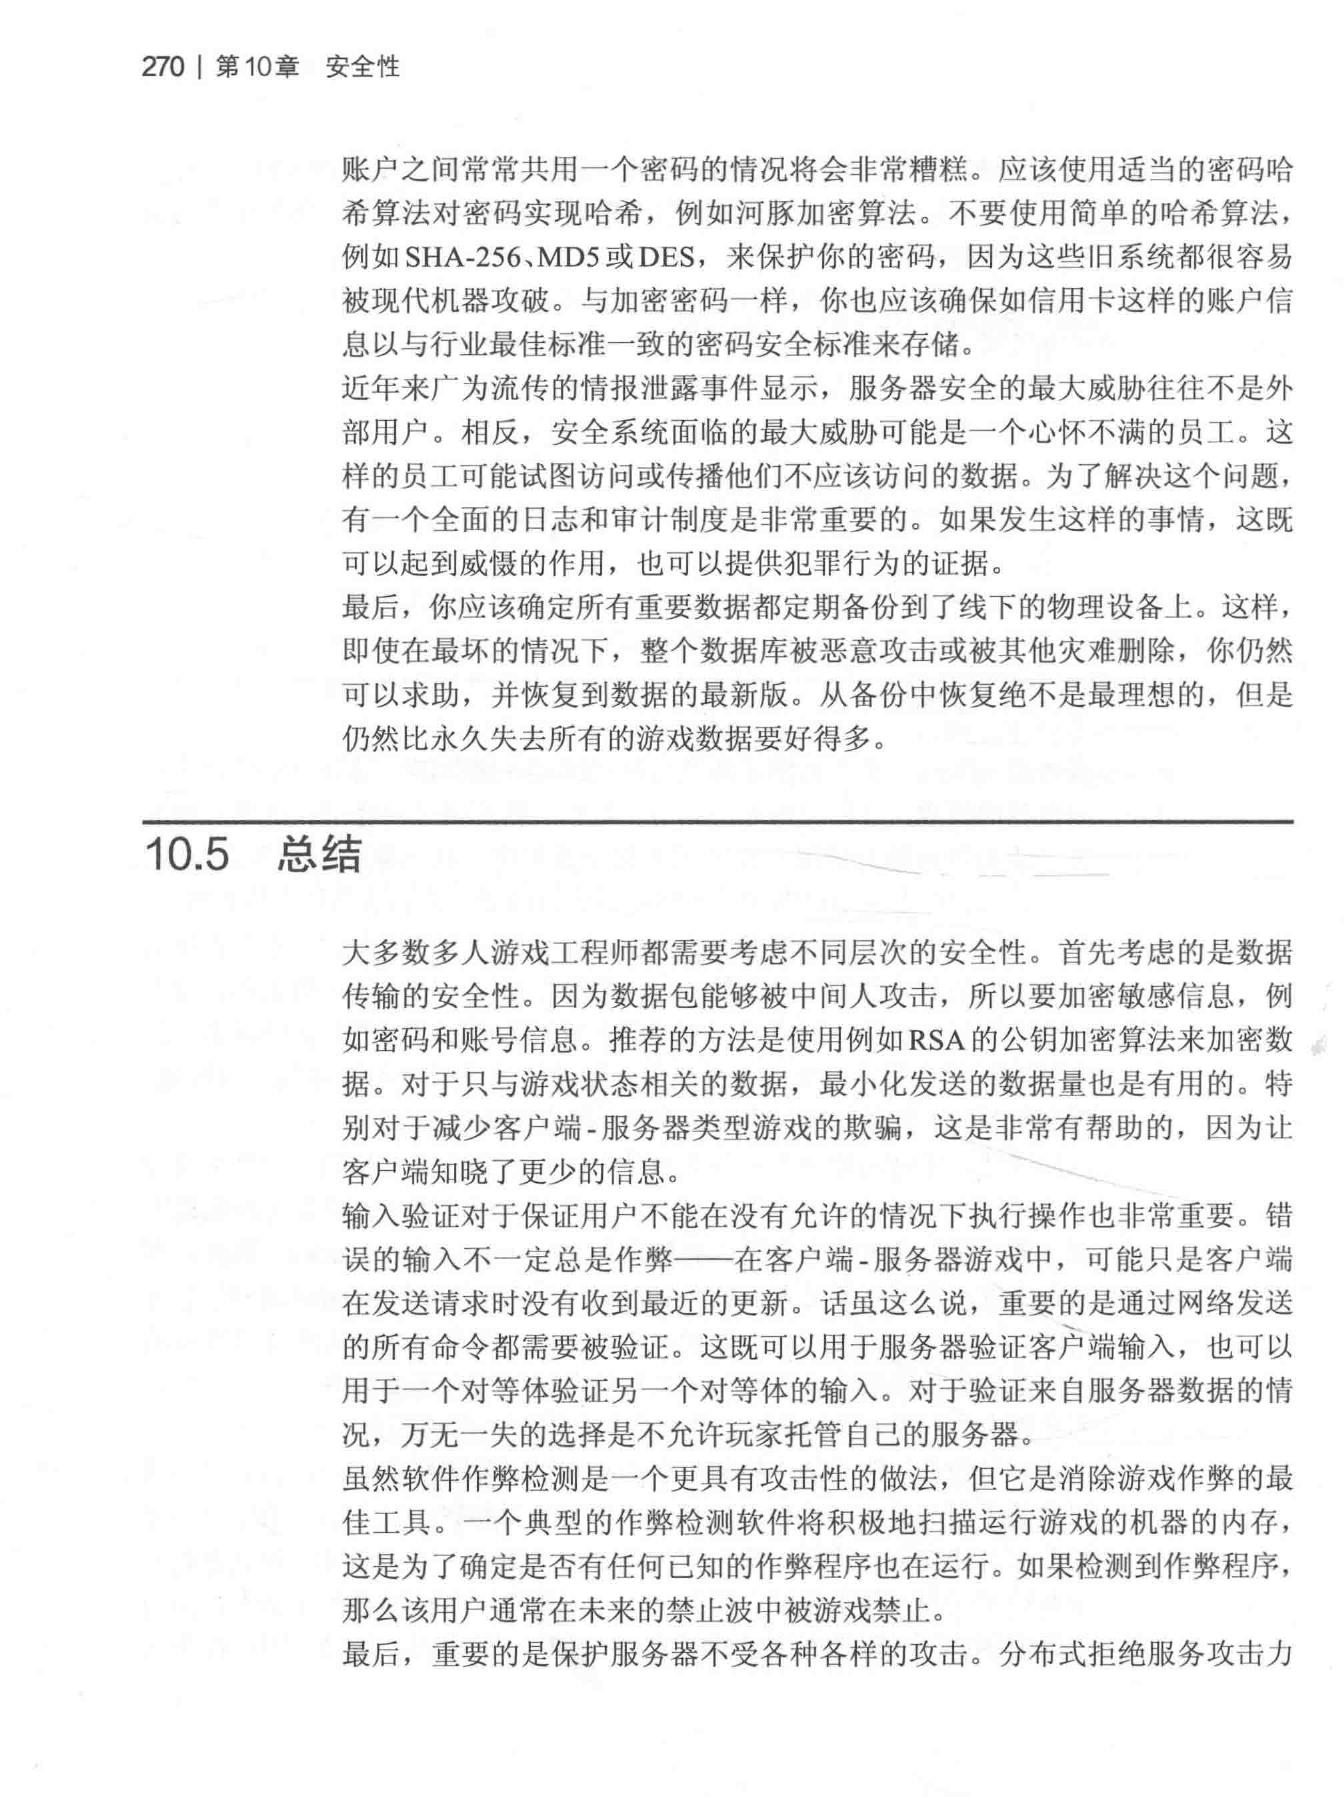 270 | 第10章 安全性
账户之间常常共用一个密码的情况将会非常糟糕。应该使用适当的密码哈
希算法对密码实现哈希，例如河豚加密算法。不要使用简单的哈希算法，
例如SHA-256、MD5或DES，来保护你的密码，因为这些旧系统都很容易
被现代机器攻破。与加密密码一样，你也应该确保如信用卡这样的账户信
息以与行业最佳标准一致的密码安全标准来存储。
近年来广为流传的情报泄露事件显示，服务器安全的最大威胁往往不是外
部用户。相反，安全系统面临的最大威胁可能是一个心怀不满的员工。这
样的员工可能试图访问或传播他们不应该访问的数据。为了解决这个问题，
有一个全面的日志和审计制度是非常重要的。如果发生这样的事情，这既
可以起到威慑的作用，也可以提供犯罪行为的证据。
最后，你应该确定所有重要数据都定期备份到了线下的物理设备上。这样，
即使在最坏的情况下，整个数据库被恶意攻击或被其他灾难删除，你仍然
可以求助，并恢复到数据的最新版。从备份中恢复绝不是最理想的，但是
仍然比永久失去所有的游戏数据要好得多。
10.5 总结
大多数多人游戏工程师都需要考虑不同层次的安全性。首先考虑的是数据
传输的安全性。因为数据包能够被中间人攻击，所以要加密敏感信息，例
如密码和账号信息。推荐的方法是使用例如RSA的公钥加密算法来加密数
据。对于只与游戏状态相关的数据，最小化发送的数据量也是有用的。特
别对于减少客户端-服务器类型游戏的欺骗，这是非常有帮助的，因为让
客户端知晓了更少的信息。
输入验证对于保证用户不能在没有允许的情况下执行操作也非常重要。错
误的输入不一定总是作弊——在客户端-服务器游戏中，可能只是客户端
在发送请求时没有收到最近的更新。话虽这么说，重要的是通过网络发送
的所有命令都需要被验证。这既可以用于服务器验证客户端输入，也可以
用于一个对等体验证另一个对等体的输入。对于验证来自服务器数据的情
况，万无一失的选择是不允许玩家托管自己的服务器。
虽然软件作弊检测是一个更具有攻击性的做法，但它是消除游戏作弊的最
佳工具。一个典型的作弊检测软件将积极地扫描运行游戏的机器的内存，
这是为了确定是否有任何已知的作弊程序也在运行。如果检测到作弊程序，
那么该用户通常在未来的禁止波中被游戏禁止。
最后，重要的是保护服务器不受各种各样的攻击。分布式拒绝服务攻击力